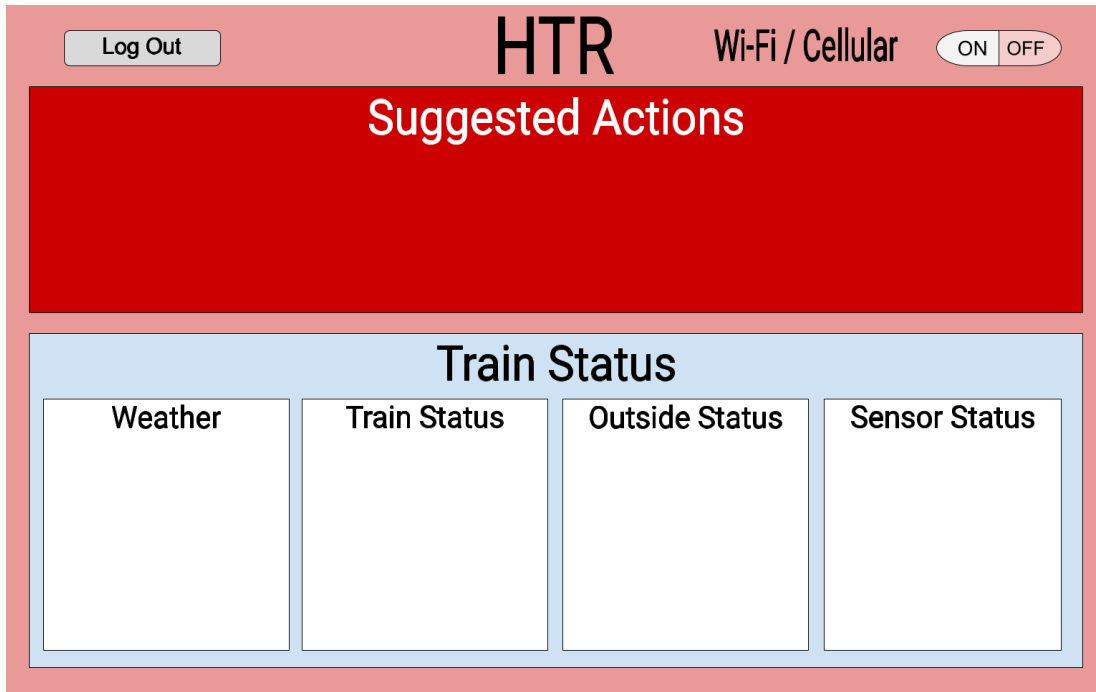 Log Out
HTR
Wi-Fi / Cellular
ON OFF
Suggested Actions
Train Status
Weather
Train Status
Outside Status
Sensor Status